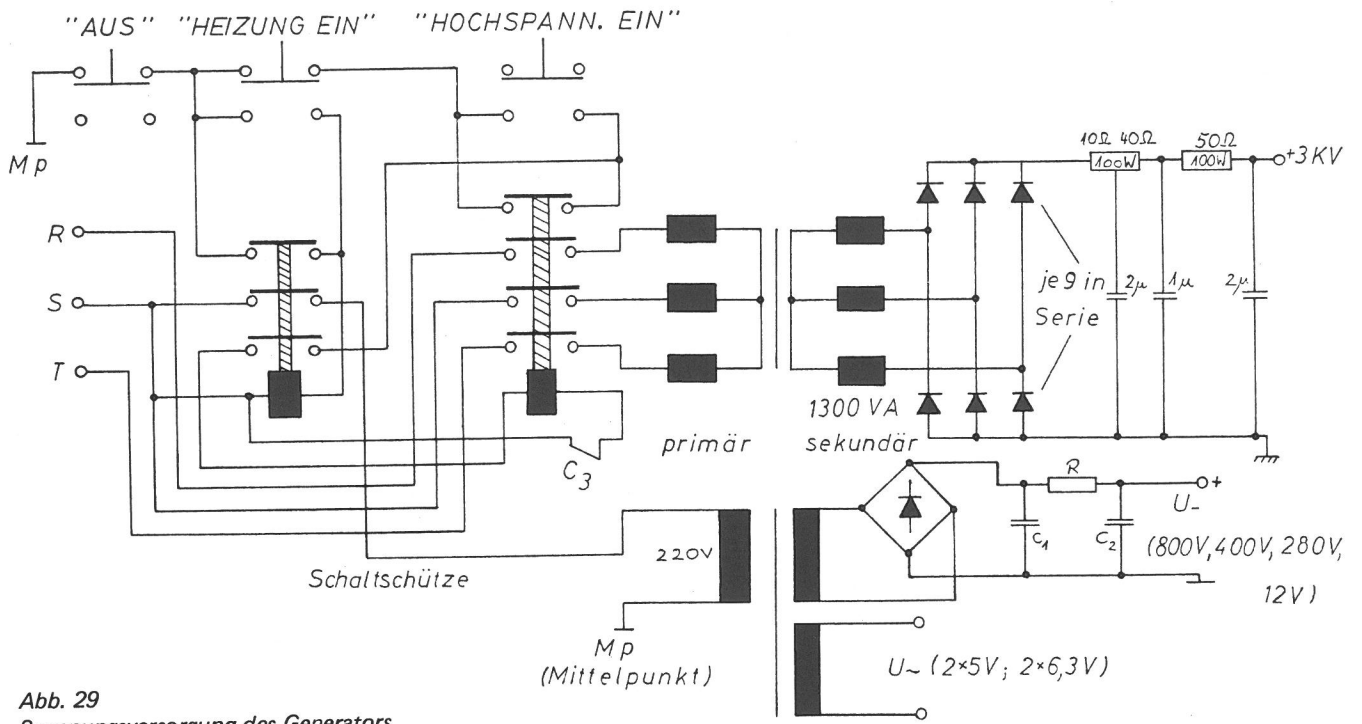 "AUS" "HEIZUNG EIN" "HOCHSPANN. EIN"
Mp
R
S
T
10Ω 40Ω 50Ω
100W 100W
+3KV
je 9 in
Serie
2µ 1µ 2µ
1300 VA
primär sekundär
C3
Schaltschütze
220V
Mp
(Mittelpunkt)
R
C1 C2
+
U-
(800V, 400V, 280V,
12V)
U~ (2×5V; 2×6,3V)
Abb. 29